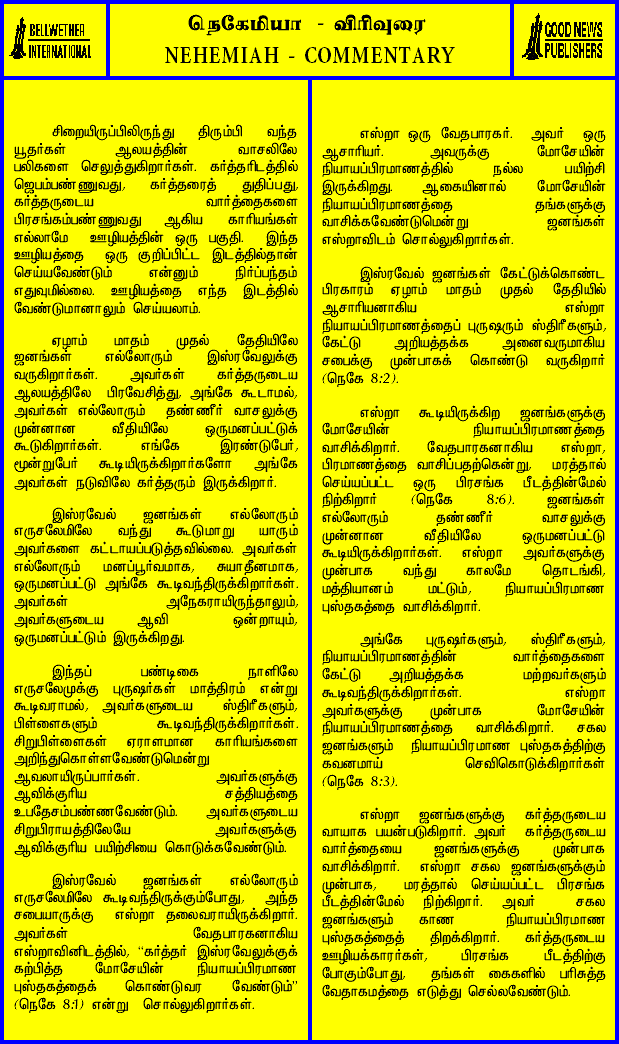 BELLWETHER
INTERNATIONAL
நெகேமியா - விரிவுரை
NEHEMIAH - COMMENTARY
GOOD NEWS
PUBLISHERS
சிறையிருப்பிலிருந்து திரும்பி வந்த
யூதர்கள் ஆலயத்தின் வாசலிலே
பலிகளை செலுத்துகிறார்கள். கர்த்தரிடத்தில்
ஜெபம்பண்ணுவது, கர்த்தரைத் துதிப்பது,
கர்த்தருடைய வார்த்தைகளை
பிரசங்கம்பண்ணுவது ஆகிய காரியங்கள்
எல்லாமே ஊழியத்தின் ஒரு பகுதி. இந்த
ஊழியத்தை ஒரு குறிப்பிட்ட இடத்தில்தான்
செய்யவேண்டும் என்னும் நிர்ப்பந்தம்
எதுவுமில்லை. ஊழியத்தை எந்த இடத்தில்
வேண்டுமானாலும் செய்யலாம்.
ஏழாம் மாதம் முதல் தேதியிலே
ஜனங்கள் எல்லோரும் இஸ்ரவேலுக்கு
வருகிறார்கள். அவர்கள் கர்த்தருடைய
ஆலயத்திலே பிரவேசித்து, அங்கே கூடாமல்,
அவர்கள் எல்லோரும் தண்ணீர் வாசலுக்கு
முன்னான வீதியிலே ஒருமனப்பட்டுக்
கூடுகிறார்கள். எங்கே இரண்டுபேர்,
மூன்றுபேர் கூடியிருக்கிறார்களோ அங்கே
அவர்கள் நடுவிலே கர்த்தரும் இருக்கிறார்.
இஸ்ரவேல் ஜனங்கள் எல்லோரும்
எருசலேமிலே வந்து கூடுமாறு யாரும்
அவர்களை கட்டாயப்படுத்தவில்லை. அவர்கள்
எல்லோரும் மனப்பூர்வமாக, சுயாதீனமாக,
ஒருமனப்பட்டு அங்கே கூடிவந்திருக்கிறார்கள்.
அவர்கள் அநேகராயிருந்தாலும்,
அவர்களுடைய ஆவி ஒன்றாயும்,
ஒருமனப்பட்டும் இருக்கிறது.
இந்தப் பண்டிகை நாளிலே
எருசலேமுக்கு புருஷர்கள் மாத்திரம் என்று
கூடிவராமல், அவர்களுடைய ஸ்திரீகளும்,
பிள்ளைகளும் கூடிவந்திருக்கிறார்கள்.
சிறுபிள்ளைகள் ஏராளமான காரியங்களை
அறிந்துகொள்ளவேண்டுமென்று
ஆவலாயிருப்பார்கள். அவர்களுக்கு
ஆவிக்குரிய சத்தியத்தை
உபதேசம்பண்ணவேண்டும். அவர்களுடைய
சிறுபிராயத்திலேயே அவர்களுக்கு
ஆவிக்குரிய பயிற்சியை கொடுக்கவேண்டும்.
இஸ்ரவேல் ஜனங்கள் எல்லோரும்
எருசலேமிலே கூடிவந்திருக்கும்போது, அந்த
சபையாருக்கு எஸ்றா தலைவராயிருக்கிறார்.
அவர்கள் வேதபாரகனாகிய
எஸ்றாவினிடத்தில், “கர்த்தர் இஸ்ரவேலுக்குக்
கற்பித்த மோசேயின் நியாயப்பிரமாண
புஸ்தகத்தைக் கொண்டுவர வேண்டும்”
(நெகே 8:1) என்று சொல்லுகிறார்கள்.
எஸ்றா ஒரு வேதபாரகர். அவர் ஒரு
ஆசாரியர். அவருக்கு மோசேயின்
நியாயப்பிரமாணத்தில் நல்ல பயிற்சி
இருக்கிறது. ஆகையினால் மோசேயின்
நியாயப்பிரமாணத்தை தங்களுக்கு
வாசிக்கவேண்டுமென்று ஜனங்கள்
எஸ்றாவிடம் சொல்லுகிறார்கள்.
இஸ்ரவேல் ஜனங்கள் கேட்டுக்கொண்ட
பிரகாரம் ஏழாம் மாதம் முதல் தேதியில்
ஆசாரியனாகிய எஸ்றா
நியாயப்பிரமாணத்தைப் புருஷரும் ஸ்திரீகளும்,
கேட்டு அறியத்தக்க அனைவருமாகிய
சபைக்கு முன்பாகக் கொண்டு வருகிறார்
(நெகே 8:2).
எஸ்றா கூடியிருக்கிற ஜனங்களுக்கு
மோசேயின் நியாயப்பிரமாணத்தை
வாசிக்கிறார். வேதபாரகனாகிய எஸ்றா,
பிரமாணத்தை வாசிப்பதற்கென்று, மரத்தால்
செய்யப்பட்ட ஒரு பிரசங்க பீடத்தின்மேல்
நிற்கிறார் (நெகே 8:6). ஜனங்கள்
எல்லோரும் தண்ணீர் வாசலுக்கு
முன்னான வீதியிலே ஒருமனப்பட்டு
கூடியிருக்கிறார்கள். எஸ்றா அவர்களுக்கு
முன்பாக வந்து காலமே தொடங்கி,
மத்தியானம் மட்டும், நியாயப்பிரமாண
புஸ்தகத்தை வாசிக்கிறார்.
அங்கே புருஷர்களும், ஸ்திரீகளும்,
நியாயப்பிரமாணத்தின் வார்த்தைகளை
கேட்டு அறியத்தக்க மற்றவர்களும்
கூடிவந்திருக்கிறார்கள். எஸ்றா
அவர்களுக்கு முன்பாக மோசேயின்
நியாயப்பிரமாணத்தை வாசிக்கிறார். சகல
ஜனங்களும் நியாயப்பிரமாண புஸ்தகத்திற்கு
கவனமாய் செவிகொடுக்கிறார்கள்
(நெகே 8:3).
எஸ்றா ஜனங்களுக்கு கர்த்தருடைய
வாயாக பயன்படுகிறார். அவர் கர்த்தருடைய
வார்த்தையை ஜனங்களுக்கு முன்பாக
வாசிக்கிறார். எஸ்றா சகல ஜனங்களுக்கும்
முன்பாக, மரத்தால் செய்யப்பட்ட பிரசங்க
பீடத்தின்மேல் நிற்கிறார். அவர் சகல
ஜனங்களும் காண நியாயப்பிரமாண
புஸ்தகத்தைத் திறக்கிறார். கர்த்தருடைய
ஊழியக்காரர்கள், பிரசங்க பீடத்திற்கு
போகும்போது, தங்கள் கைகளில் பரிசுத்த
வேதாகமத்தை எடுத்து செல்லவேண்டும்.